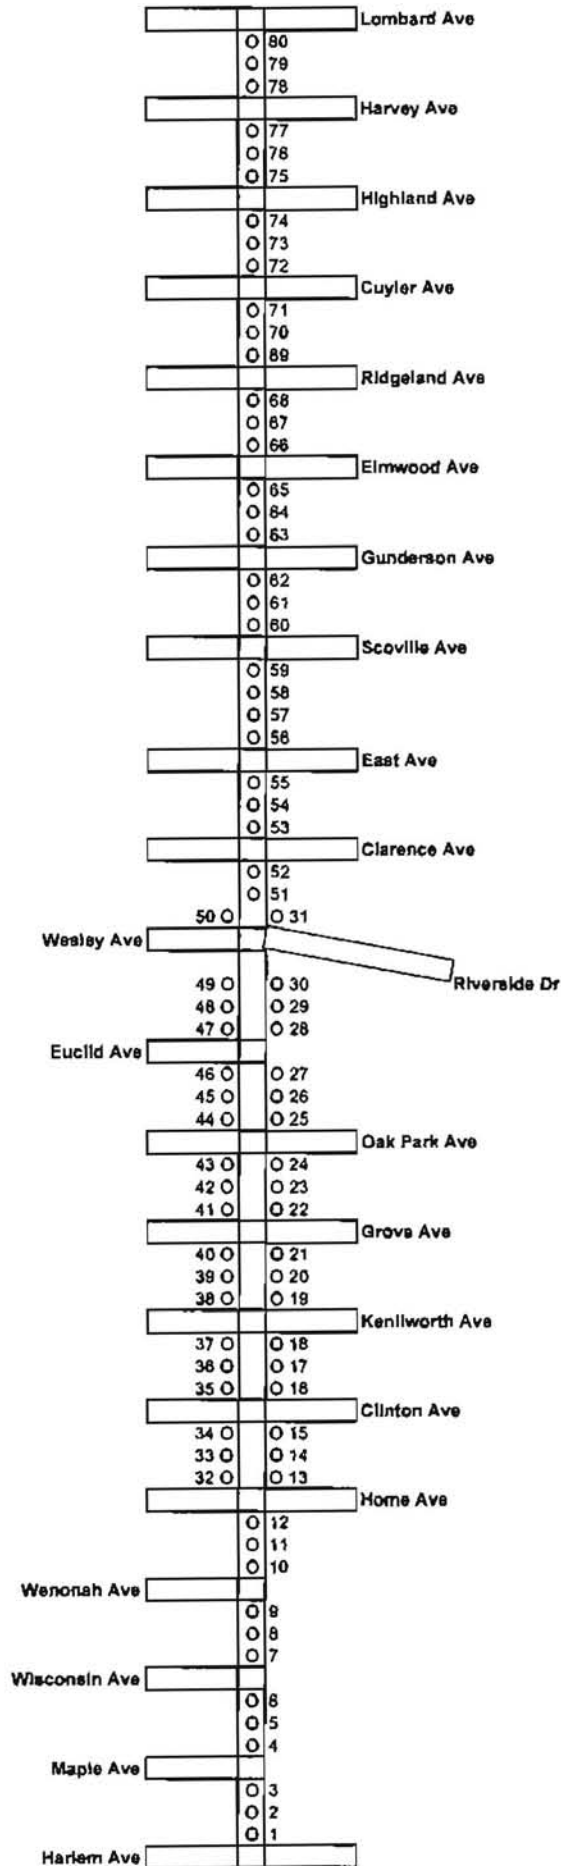 Lombard Ave
80
79
78
Harvey Ave
77
76
75
Highland Ave
74
73
72
Cuyler Ave
71
70
69
Ridgeland Ave
68
67
66
Elmwood Ave
65
64
63
Gunderson Ave
62
61
60
Scoville Ave
59
58
57
56
East Ave
55
54
53
Clarence Ave
52
51
50 31
Wesley Ave
Riverside Dr
49 30
48 29
47 28
Euclid Ave
46 27
45 26
44 25
Oak Park Ave
43 24
42 23
41 22
Grove Ave
40 21
39 20
38 19
Kenilworth Ave
37 18
36 17
35 16
Clinton Ave
34 15
33 14
32 13
Home Ave
12
11
10
Wenonah Ave
9
8
7
Wisconsin Ave
6
5
4
Maple Ave
3
2
1
Harlem Ave